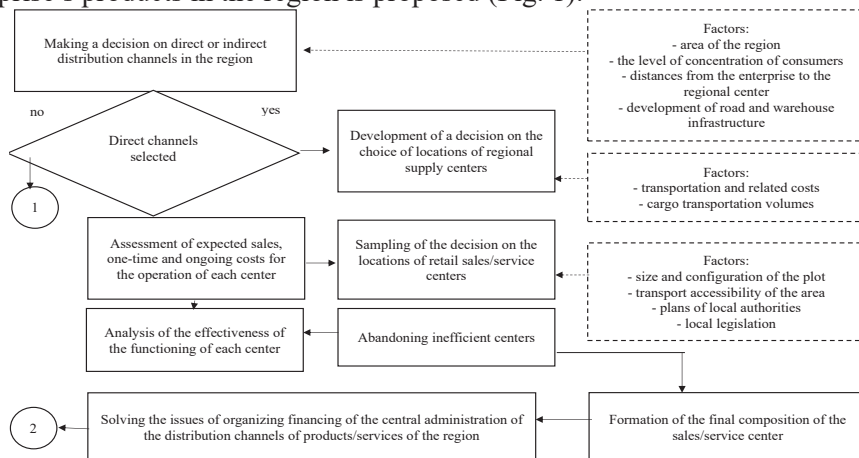 prise's products in the region is proposed (Fig. 1).
Making a decision on direct or indirect
distribution channels in the region
Factors:
- area of the region
- the level of concentration of consumers
- distances from the enterprise to the
regional center
- development of road and warehouse
infrastructure
no
yes
Direct channels
selected
Development of a decision on the
choice of locations of regional
supply centers
Factors:
- transportation and related costs
- cargo transportation volumes
1
Assessment of expected sales,
one-time and ongoing costs for
the operation of each center
Sampling of the decision on the
locations of retail sales/service
centers
Factors:
- size and configuration of the plot
- transport accessibility of the area
- plans of local authorities
- local legislation
Analysis of the effectiveness of
the functioning of each center
Abandoning inefficient centers
2
Solving the issues of organizing financing of the central administration of
the distribution channels of products/services of the region
Formation of the final composition of the
sales/service center